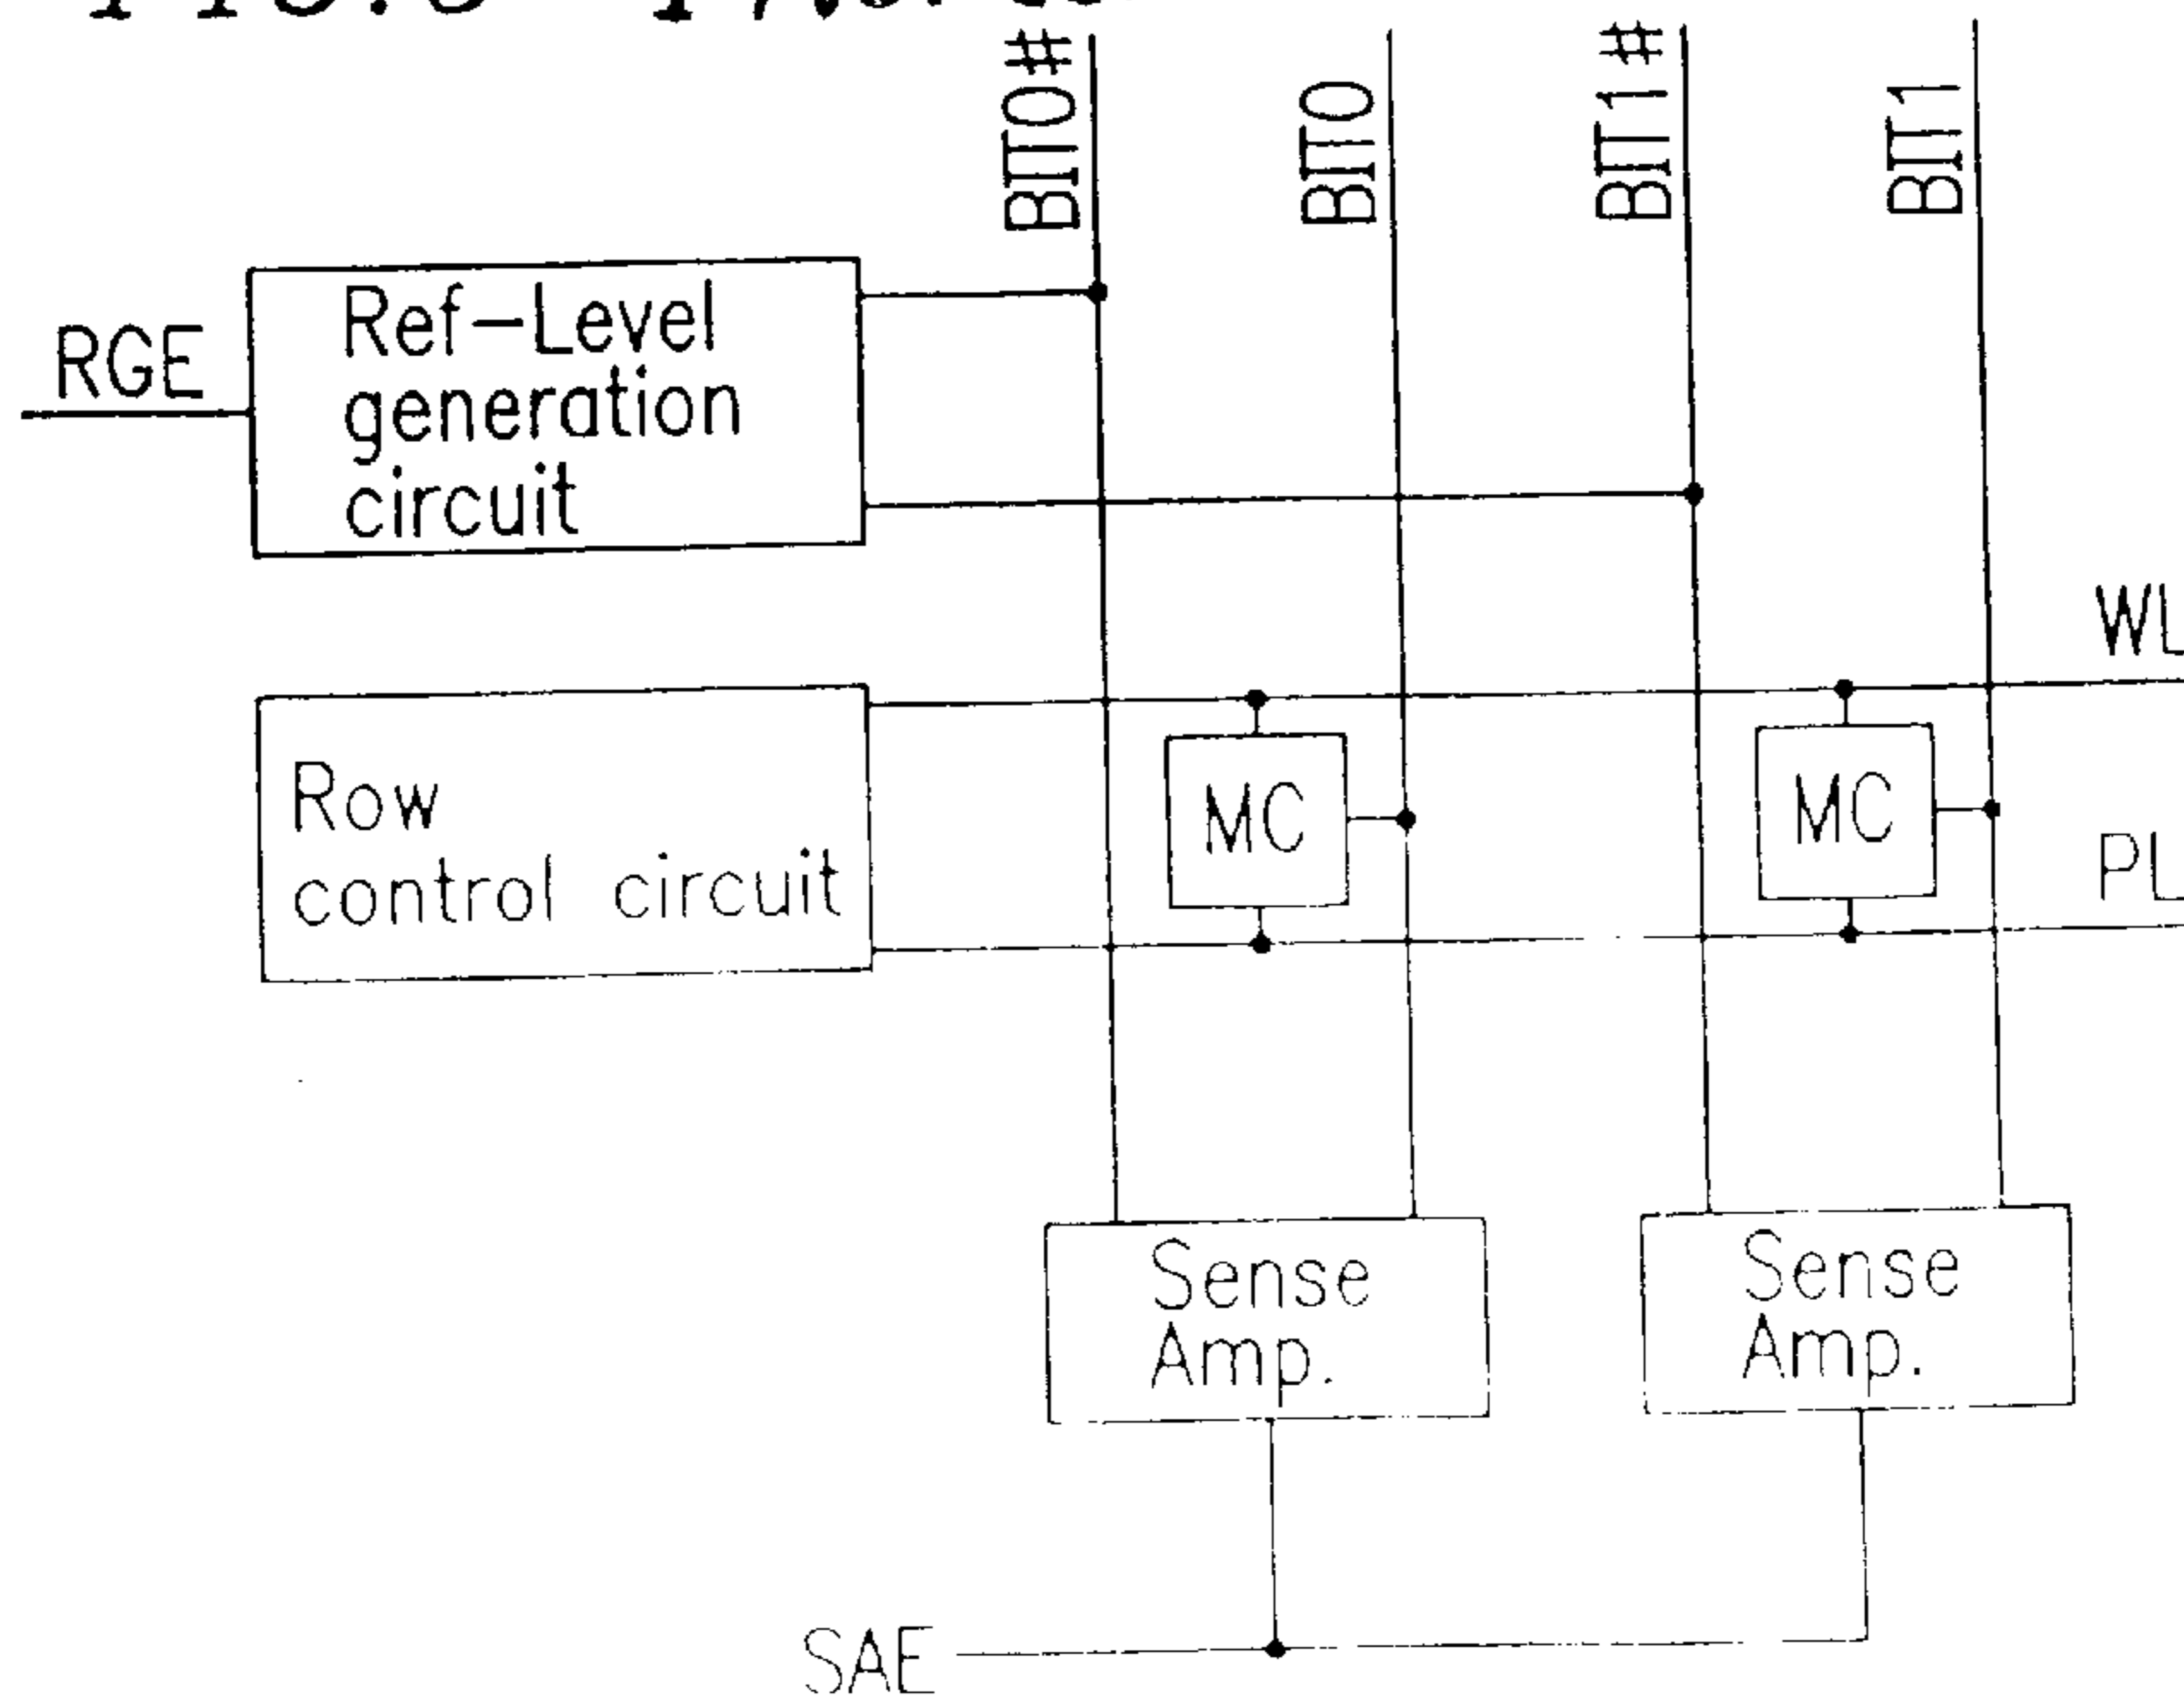 BIT0#
BIT0
BIT1#
BIT1
RGE
Ref-Level
generation
circuit
WL
Row
control circuit
MC
MC
PL
Sense
Amp.
Sense
Amp.
SAE